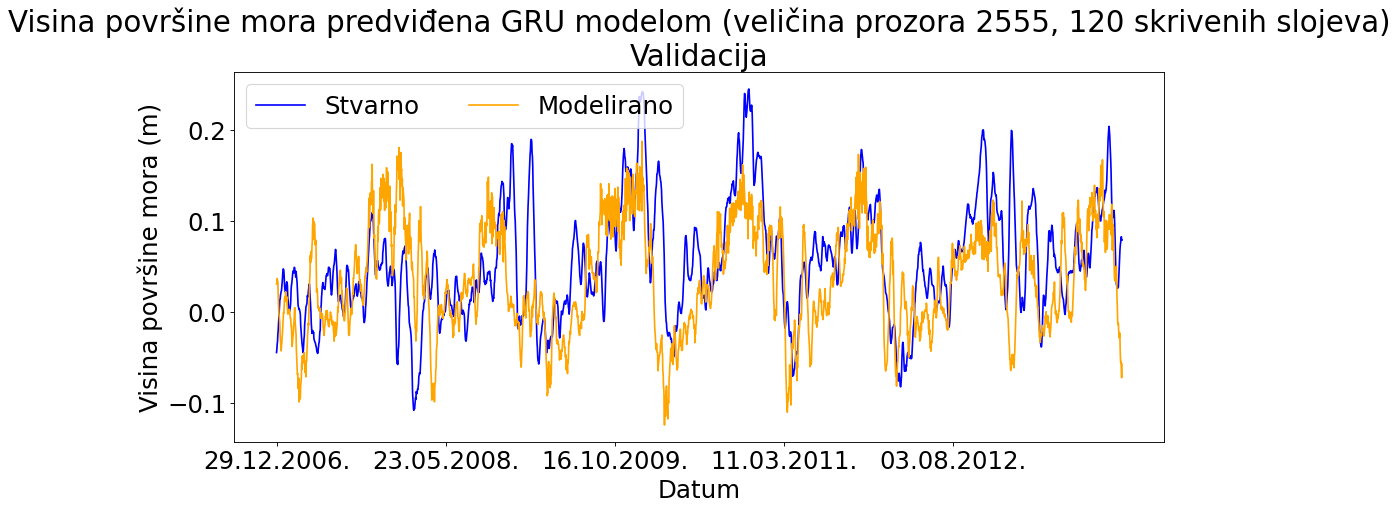 Visina površine mora predviđena GRU modelom (veličina prozora 2555, 120 skrivenih slojeva)
Validacija
Stvarno Modelirano
Visina površine mora (m)
0.2
0.1
0.0
−0.1
29.12.2006. 23.05.2008. 16.10.2009. 11.03.2011. 03.08.2012.
Datum